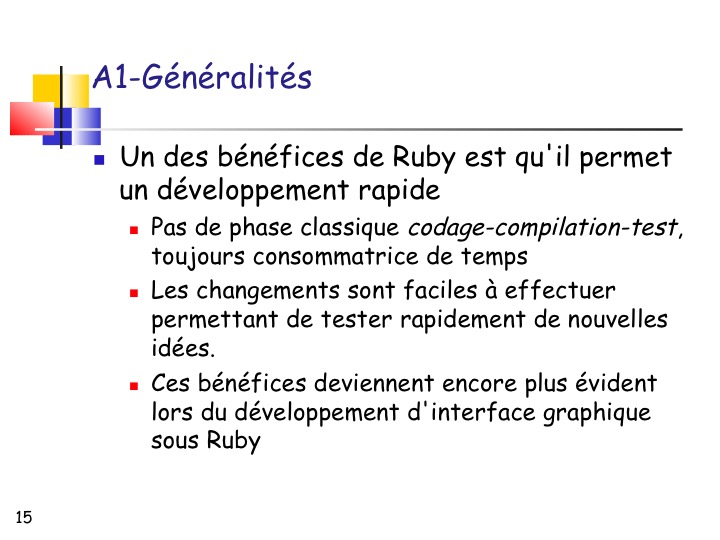 A1-Généralités
Un des bénéfices de Ruby est qu'il permet
un développement rapide
Pas de phase classique codage-compilation-test,
toujours consommatrice de temps
Les changements sont faciles à effectuer
permettant de tester rapidement de nouvelles
idées.
Ces bénéfices deviennent encore plus évident
lors du développement d'interface graphique
sous Ruby
15